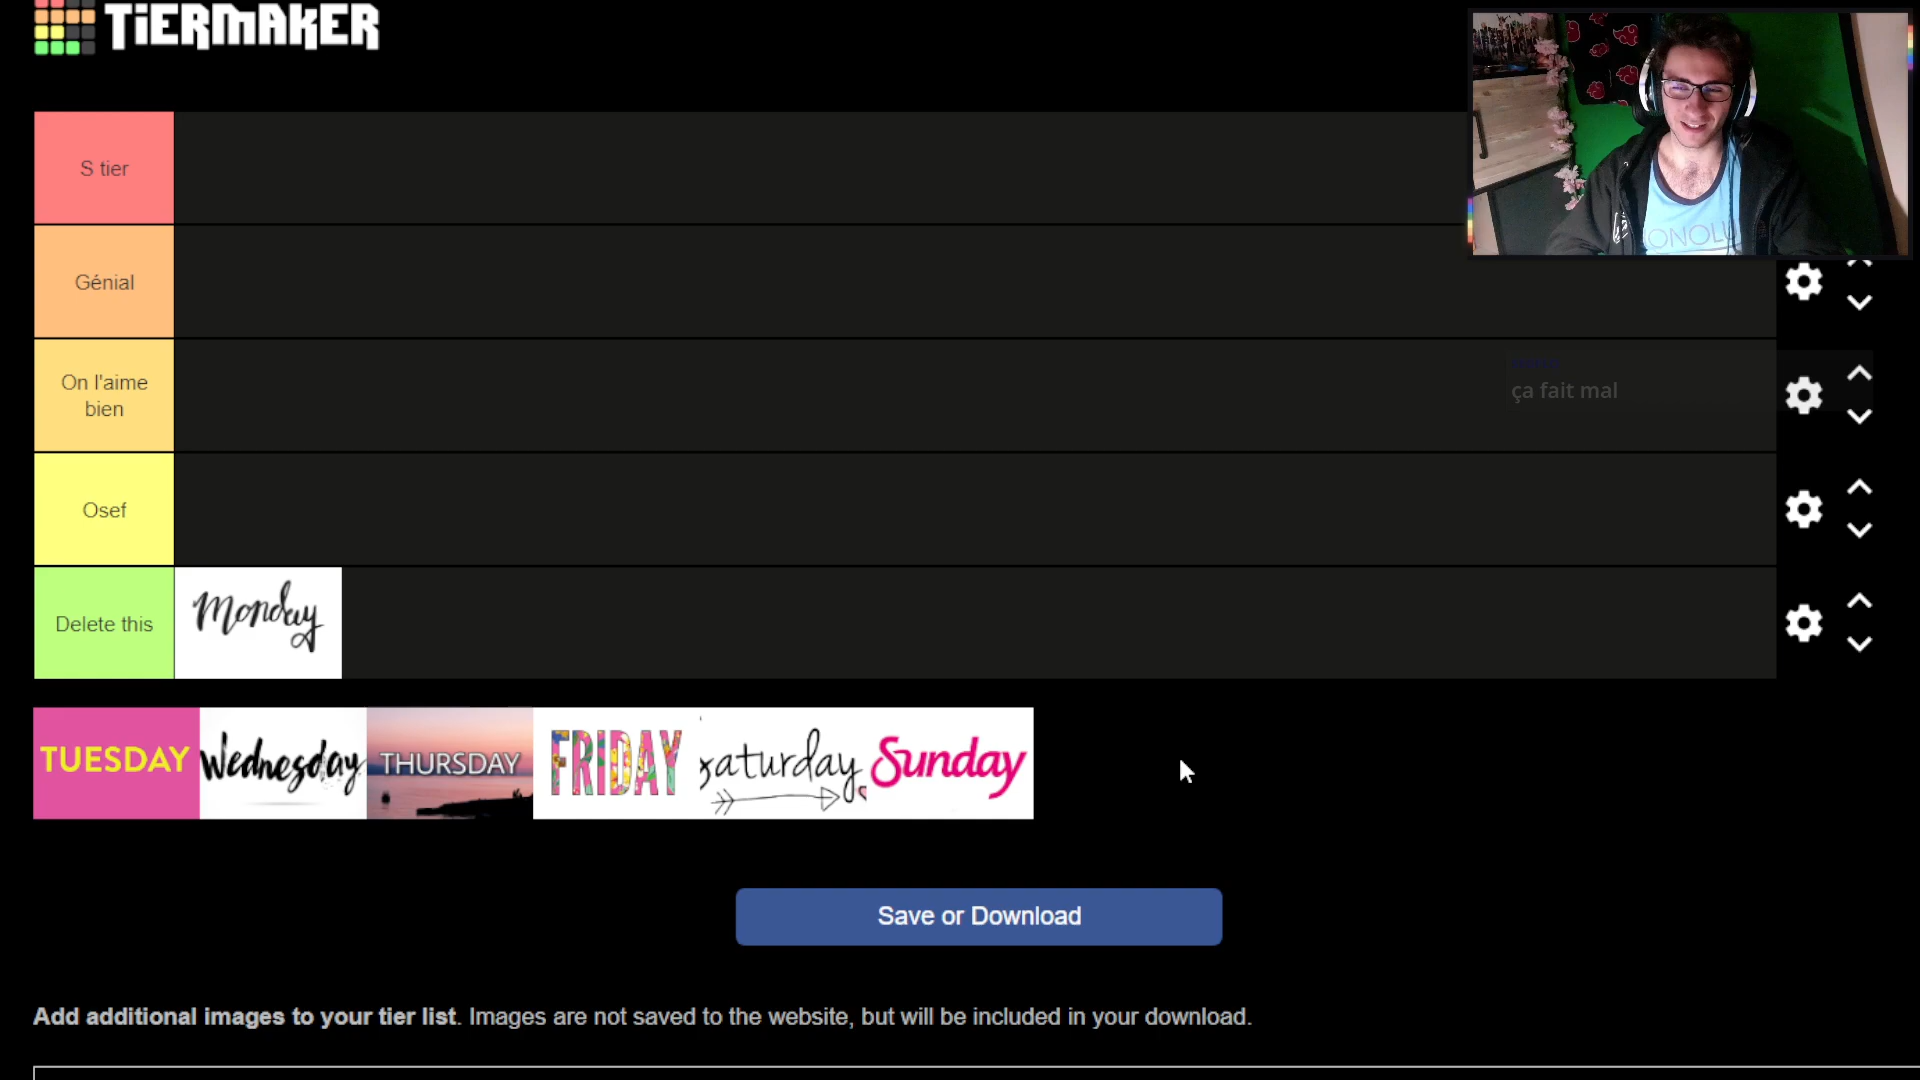 TiERMAKER
S tier
Génial
On l'aime
bien
ça fait mal
Osef
Delete this
Monday
TUESDAY
Wednesday
THURSDAY
FRIDAY
saturday
Sunday
Save or Download
Add additional images to your tier list. Images are not saved to the website, but will be included in your download.